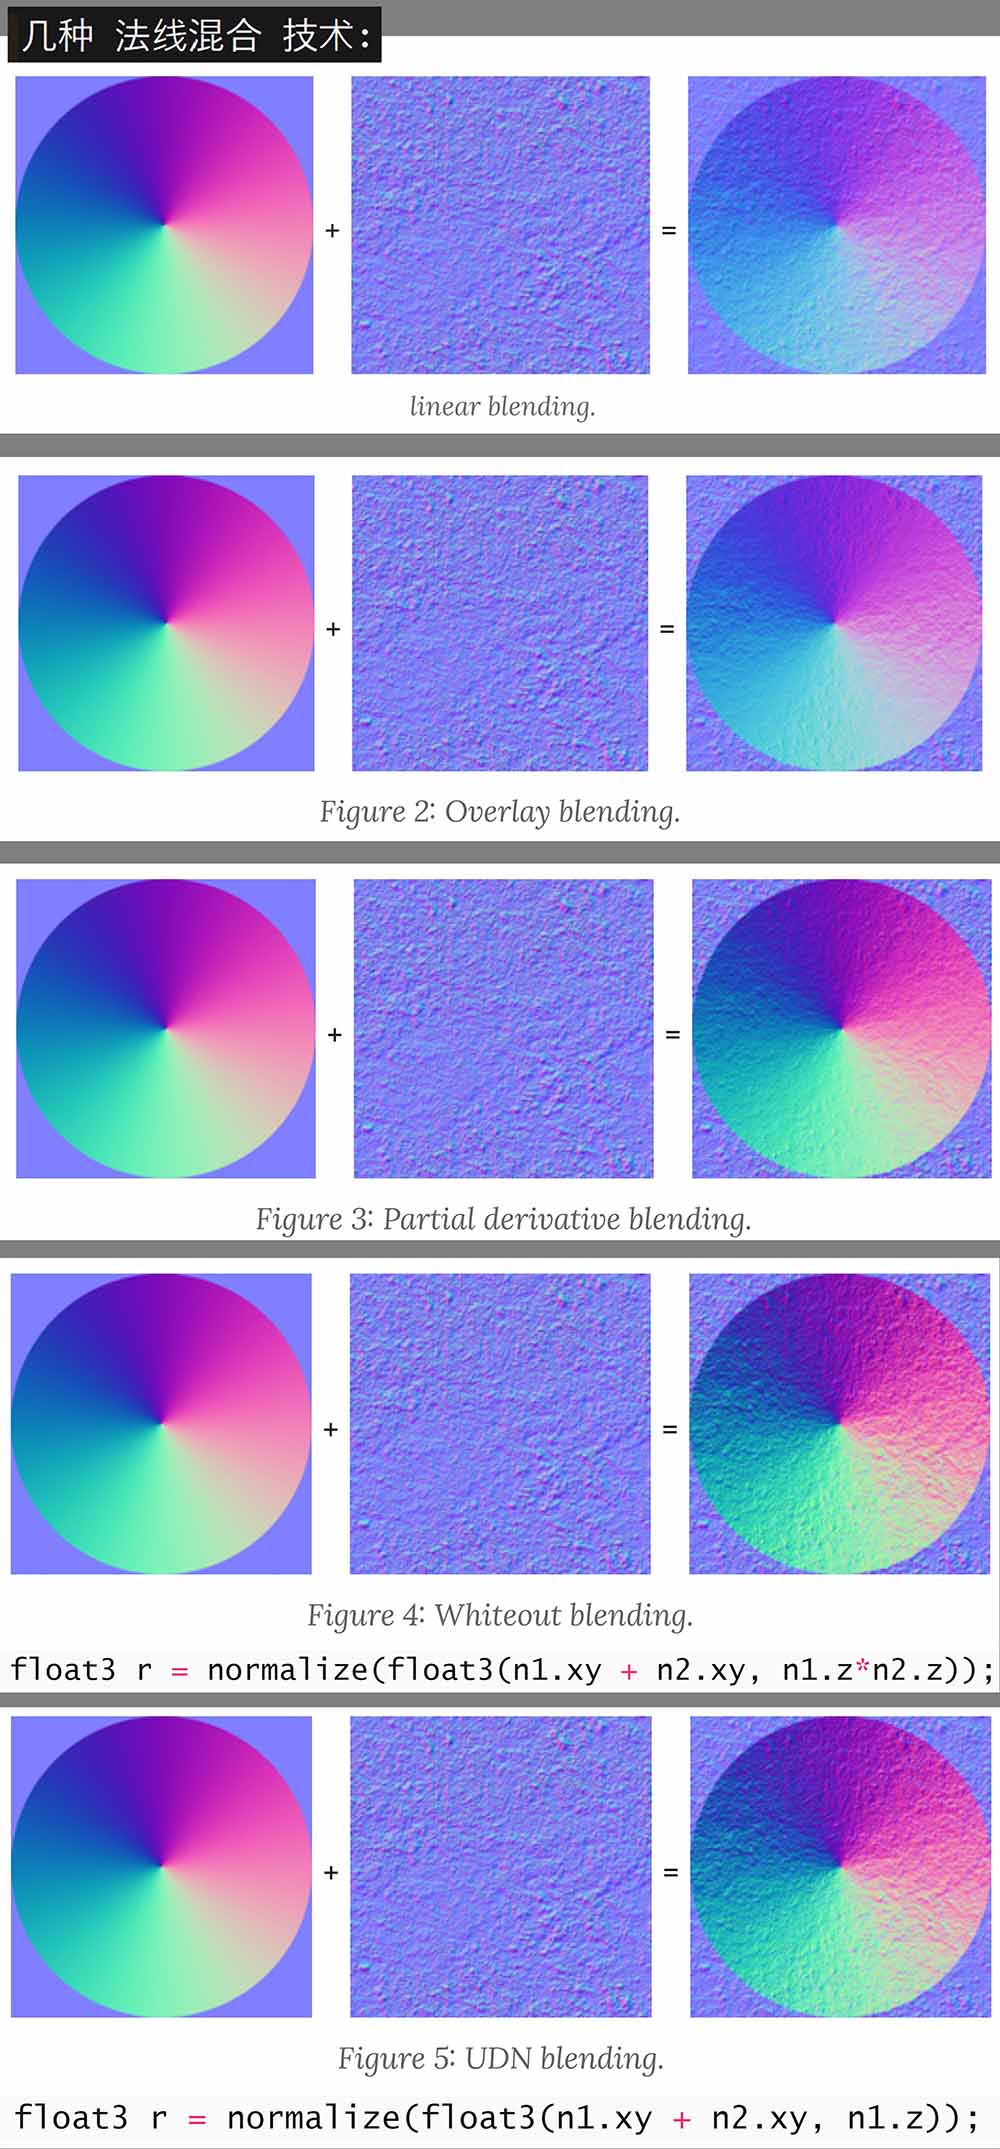 几种 法线混合 技术:
+ =
linear blending.
+ =
Figure 2: Overlay blending.
+ =
Figure 3: Partial derivative blending.
+ =
Figure 4: Whiteout blending.
float3 r = normalize(float3(n1.xy + n2.xy, n1.z*n2.z));
+ =
Figure 5: UDN blending.
float3 r = normalize(float3(n1.xy + n2.xy, n1.z));